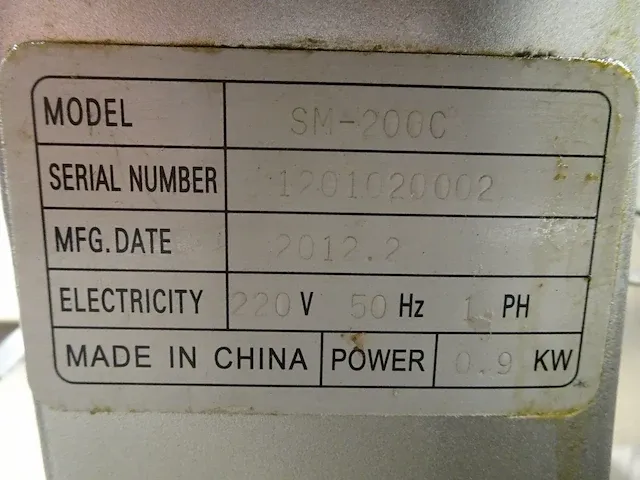 MODEL SM-200C
SERIAL NUMBER 1201020002
MFG.DATE 2012.2
ELECTRICITY 220 V 50 Hz 1 PH
MADE IN CHINA POWER 0.9 KW